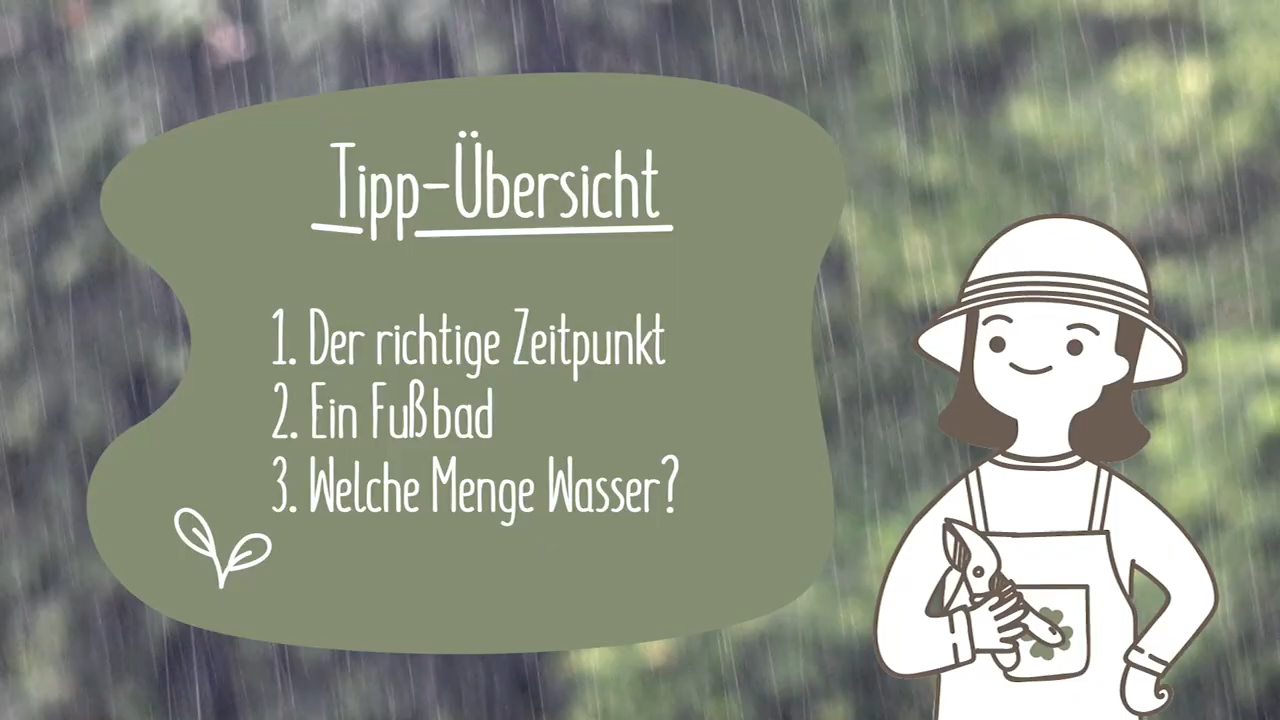 Tipp-Übersicht
1. Der richtige Zeitpunkt
2. Ein Fußbad
3. Welche Menge Wasser?